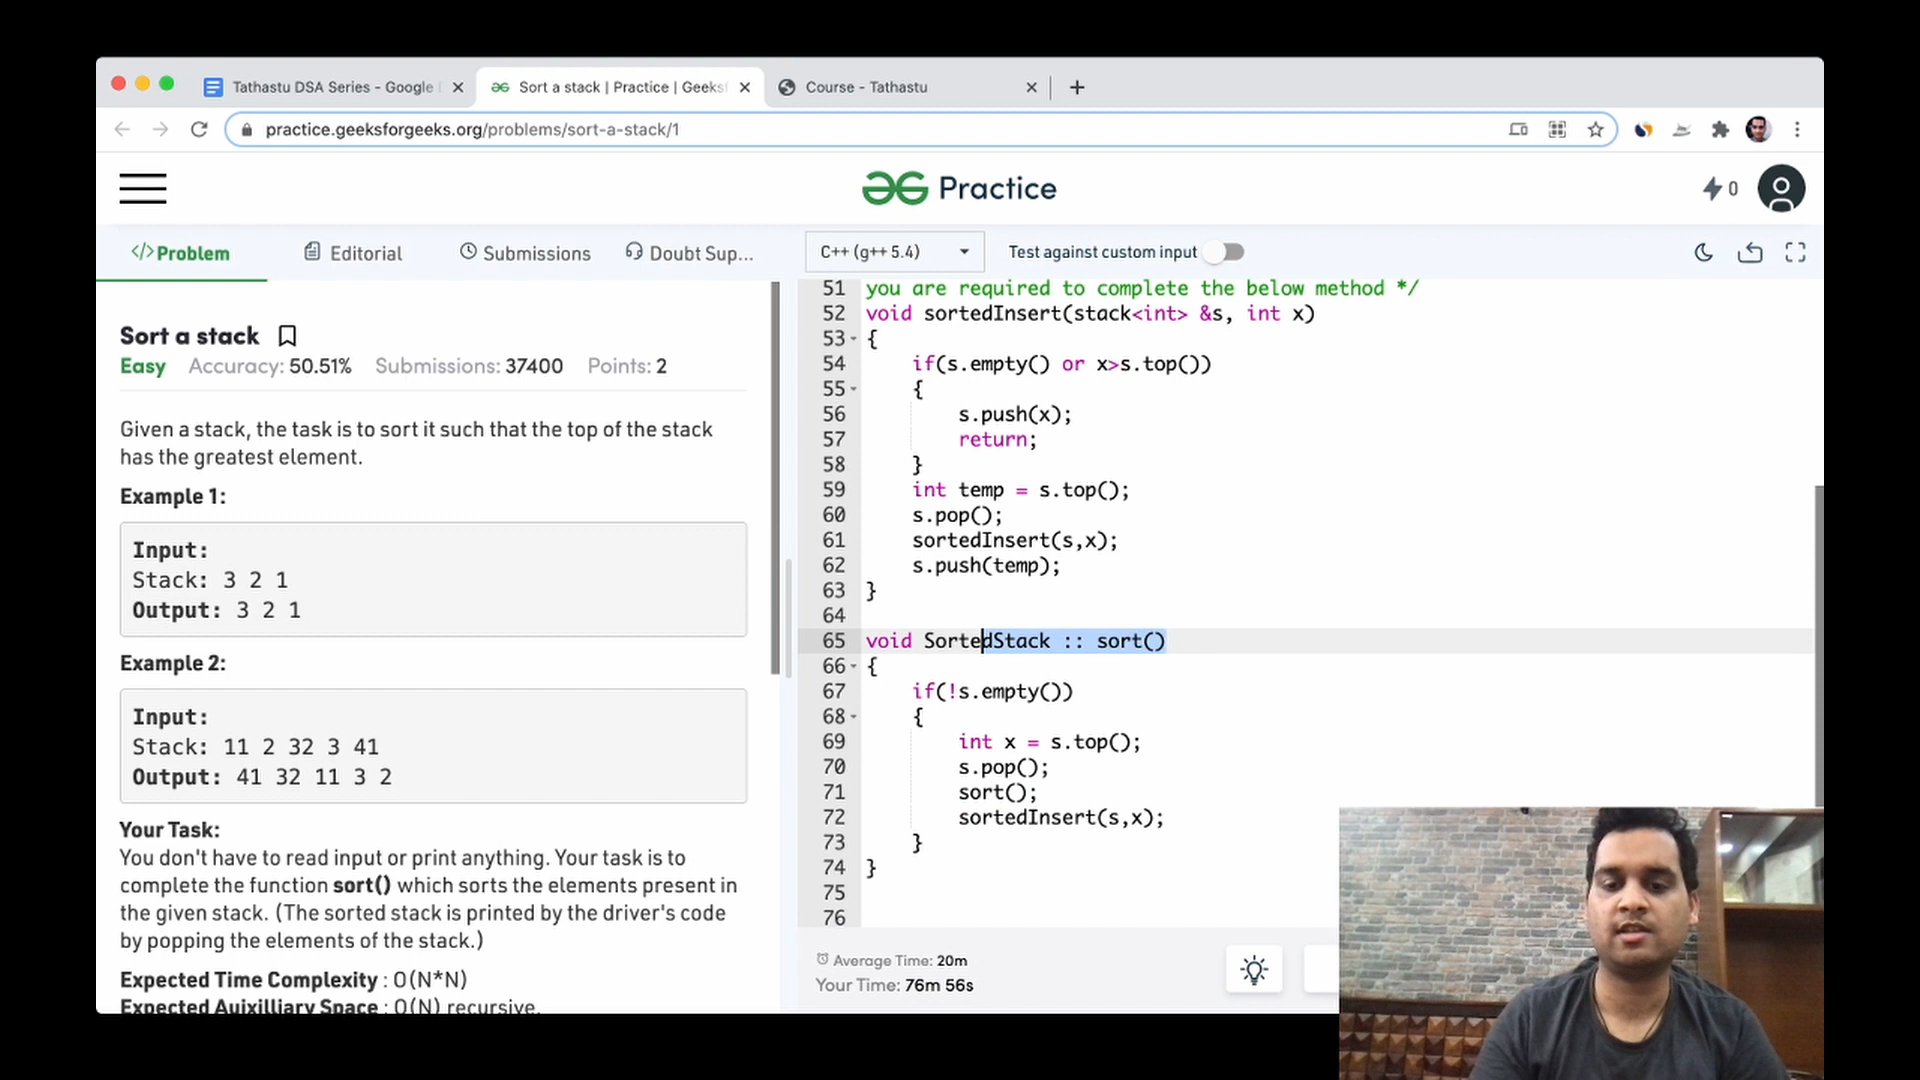 Tathastu DSA Series - Google D
Sort a stack | Practice | Geeksf
Course - Tathastu
practice.geeksforgeeks.org/problems/sort-a-stack/1
Practice
0
</>Problem
Editorial
Submissions
Doubt Sup...
C++ (g++ 5.4)
Test against custom input
Sort a stack
Easy Accuracy: 50.51% Submissions: 37400 Points: 2
Given a stack, the task is to sort it such that the top of the stack
has the greatest element.
Example 1:
Input:
Stack: 3 2 1
Output: 3 2 1
Example 2:
Input:
Stack: 11 2 32 3 41
Output: 41 32 11 3 2
Your Task:
You don't have to read input or print anything. Your task is to
complete the function sort() which sorts the elements present in
the given stack. (The sorted stack is printed by the driver's code
by popping the elements of the stack.)
Expected Time Complexity : O(N*N)
Expected Auixilliary Space : O(N) recursive.
51 you are required to complete the below method */
52 void sortedInsert(stack<int> &s, int x)
53 {
54 if(s.empty() or x>s.top())
55 {
56 s.push(x);
57 return;
58 }
59 int temp = s.top();
60 s.pop();
61 sortedInsert(s,x);
62 s.push(temp);
63 }
64
65 void SortedStack :: sort()
66 {
67 if(!s.empty())
68 {
69 int x = s.top();
70 s.pop();
71 sort();
72 sortedInsert(s,x);
73 }
74 }
75
76
Average Time: 20m
Your Time: 76m 56s